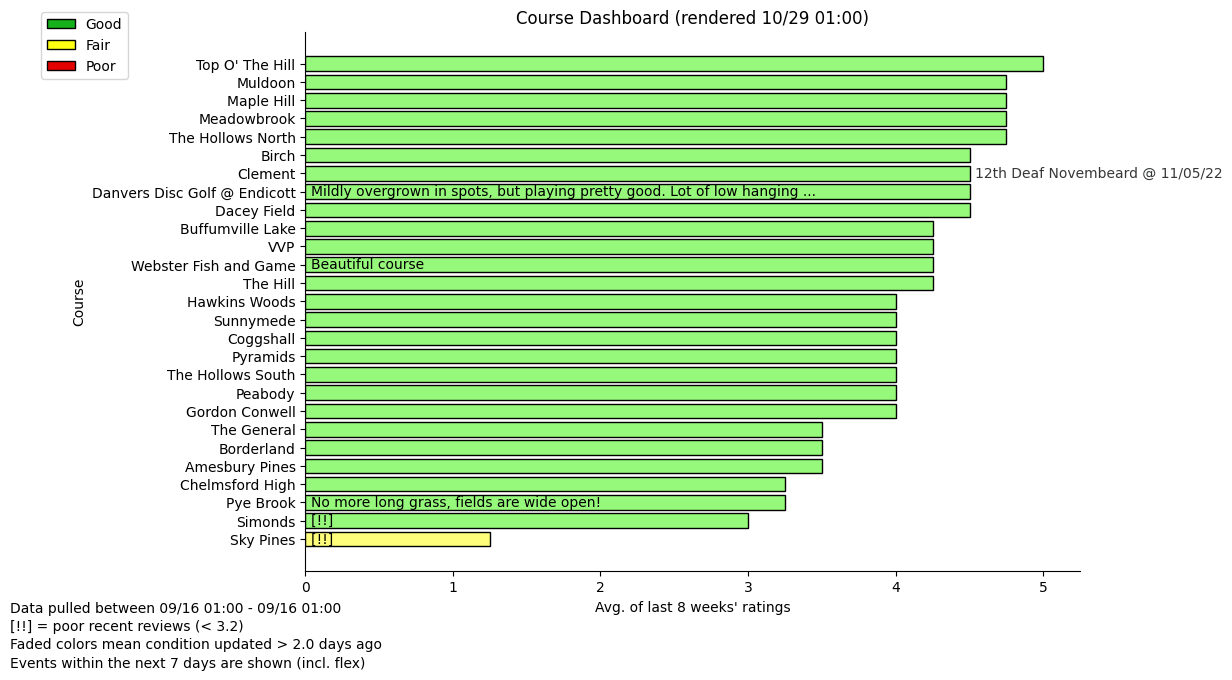 Course Dashboard (rendered 10/29 01:00)
Good
Fair
Poor
Course
Top O' The Hill
Muldoon
Maple Hill
Meadowbrook
The Hollows North
Birch
Clement 12th Deaf Novembeard @ 11/05/22
Danvers Disc Golf @ Endicott Mildly overgrown in spots, but playing pretty good. Lot of low hanging ...
Dacey Field
Buffumville Lake
VVP
Webster Fish and Game Beautiful course
The Hill
Hawkins Woods
Sunnymede
Coggshall
Pyramids
The Hollows South
Peabody
Gordon Conwell
The General
Borderland
Amesbury Pines
Chelmsford High
Pye Brook No more long grass, fields are wide open!
Simonds [!!]
Sky Pines [!!]
0 1 2 3 4 5
Avg. of last 8 weeks' ratings
Data pulled between 09/16 01:00 - 09/16 01:00
[!!] = poor recent reviews (< 3.2)
Faded colors mean condition updated > 2.0 days ago
Events within the next 7 days are shown (incl. flex)